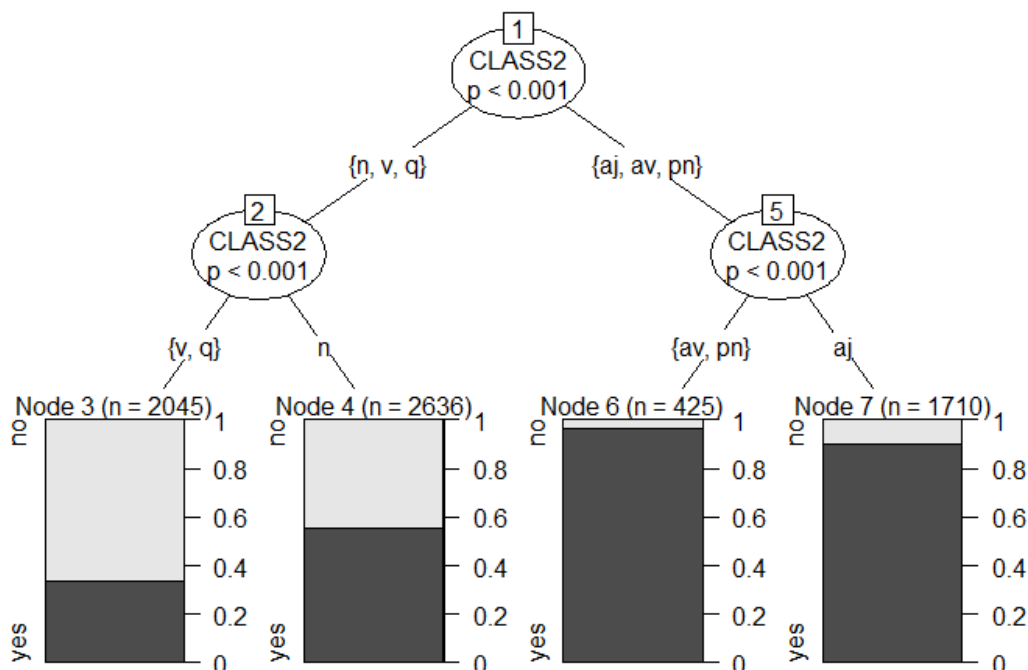 1
CLASS2
p < 0.001
{n, v, q}
{aj, av, pn}
2
CLASS2
p < 0.001
5
CLASS2
p < 0.001
{v, q}
n
{av, pn}
aj
Node 3 (n = 2045)
no
yes
1
0.8
0.6
0.4
0.2
0
Node 4 (n = 2636)
no
yes
1
0.8
0.6
0.4
0.2
0
Node 6 (n = 425)
no
yes
1
0.8
0.6
0.4
0.2
0
Node 7 (n = 1710)
no
yes
1
0.8
0.6
0.4
0.2
0